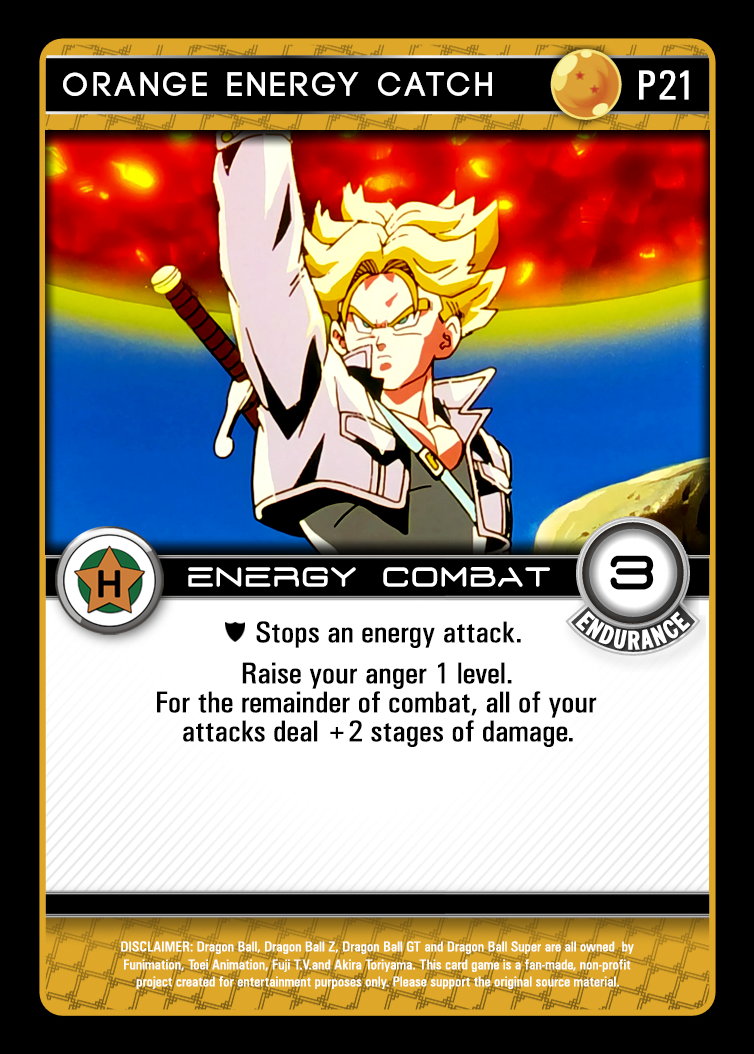 ORANGE ENERGY CATCH P21
H ENERGY COMBAT 3
ENDURANCE
Stops an energy attack.
Raise your anger 1 level.
For the remainder of combat, all of your
attacks deal +2 stages of damage.
DISCLAIMER: Dragon Ball, Dragon Ball Z, Dragon Ball GT and Dragon Ball Super are all owned by
Funimation, Toei Animation, Fuji T.V.and Akira Toriyama. This card game is a fan-made, non-profit
project created for entertainment purposes only. Please support the original source material.